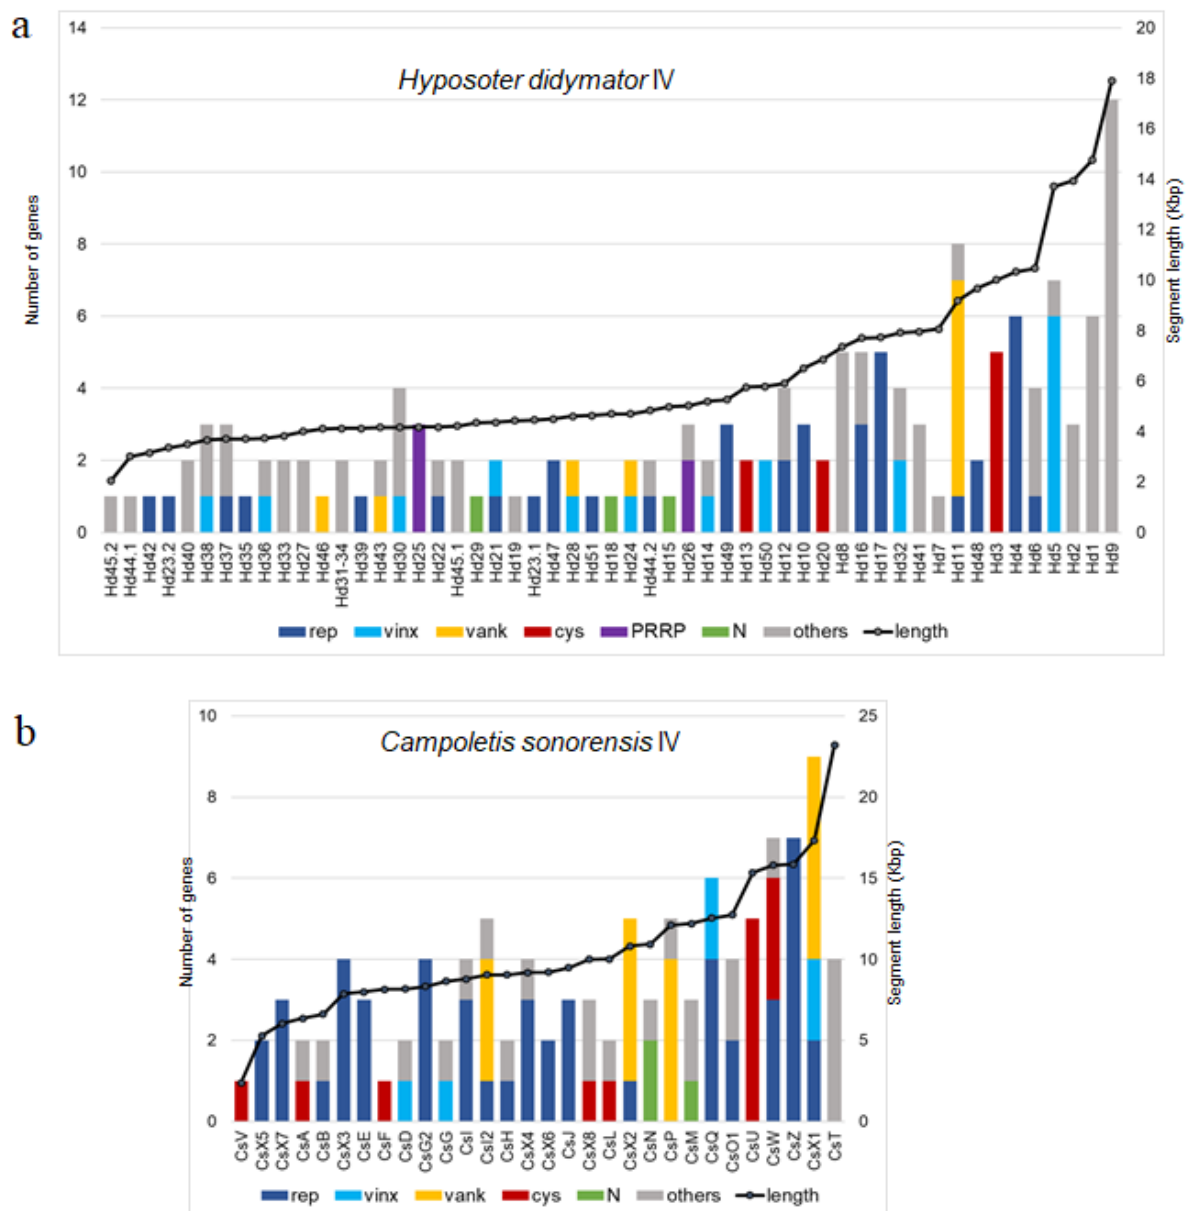 a
Hyposoter didymator IV
Number of genes
Segment length (Kbp)
14
12
10
8
6
4
2
0
20
18
16
14
12
10
8
6
4
2
0
Hd45.2 Hd44.1 Hd42 Hd23.2 Hd40 Hd38 Hd37 Hd35 Hd36 Hd33 Hd27 Hd46 Hd31-34 Hd39 Hd43 Hd30 Hd25 Hd22 Hd45.1 Hd29 Hd21 Hd19 Hd23.1 Hd47 Hd28 Hd51 Hd18 Hd24 Hd44.2 Hd15 Hd26 Hd14 Hd49 Hd13 Hd50 Hd12 Hd10 Hd20 Hd8 Hd16 Hd17 Hd32 Hd41 Hd7 Hd11 Hd48 Hd3 Hd4 Hd6 Hd5 Hd2 Hd1 Hd9
rep vinx vank cys PRRP N others length
b
Campoletis sonorensis IV
Number of genes
Segment length (Kbp)
10
8
6
4
2
0
25
20
15
10
5
0
CsV CsX5 CsX7 CsA CsB CsX3 CsE CsF CsD CsG2 CsG CsI CsI2 CsH CsX4 CsX6 CsJ CsX8 CsL CsX2 CsN CsP CsM CsQ CsO1 CsU CsW CsZ CsX1 CsT
rep vinx vank cys N others length